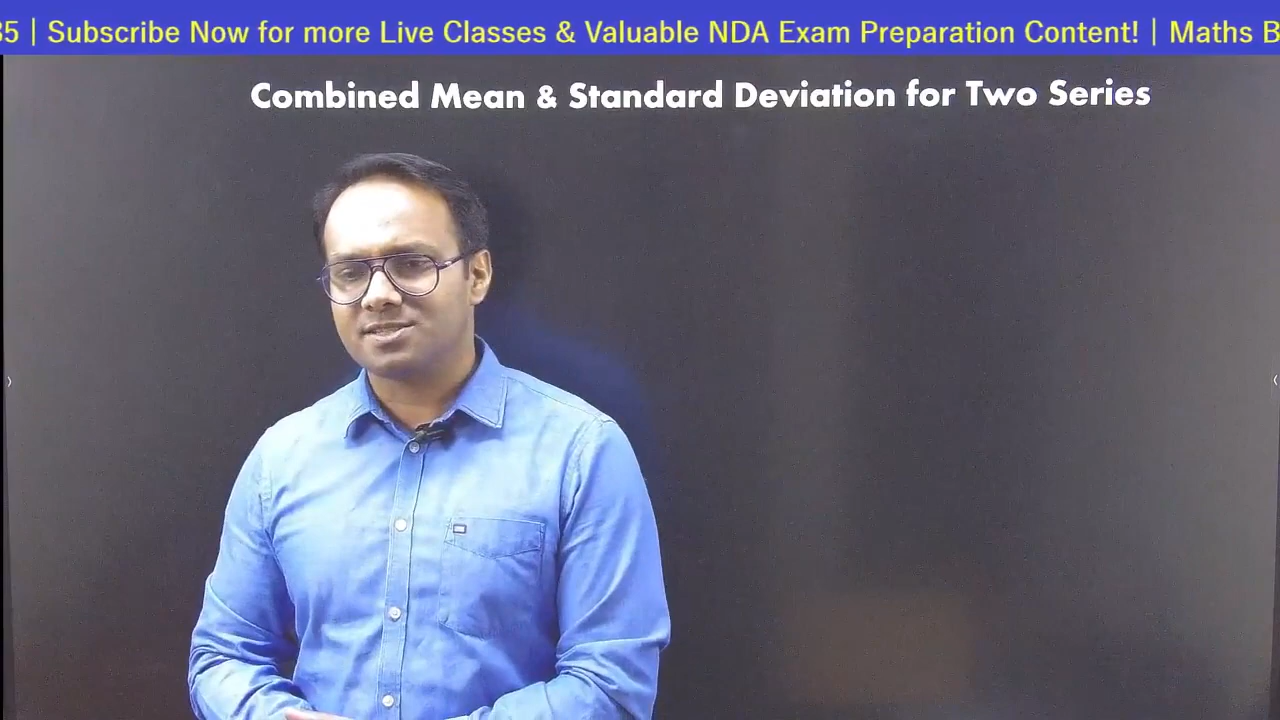 35 | Subscribe Now for more Live Classes & Valuable NDA Exam Preparation Content! | Maths B
Combined Mean & Standard Deviation for Two Series